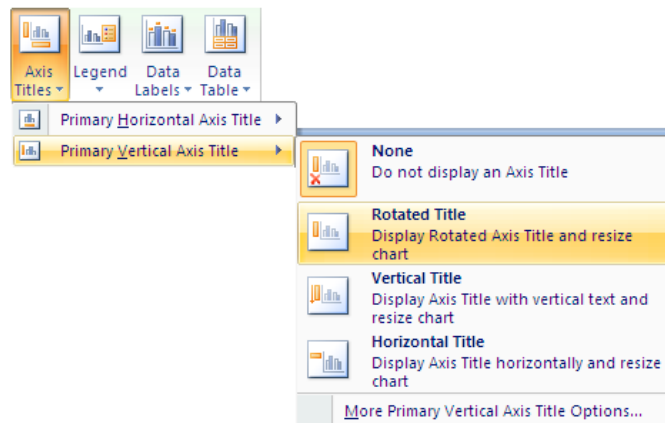 Axis Titles
Legend
Data Labels
Data Table
Primary Horizontal Axis Title
Primary Vertical Axis Title
None
Do not display an Axis Title
Rotated Title
Display Rotated Axis Title and resize
chart
Vertical Title
Display Axis Title with vertical text and
resize chart
Horizontal Title
Display Axis Title horizontally and resize
chart
More Primary Vertical Axis Title Options...